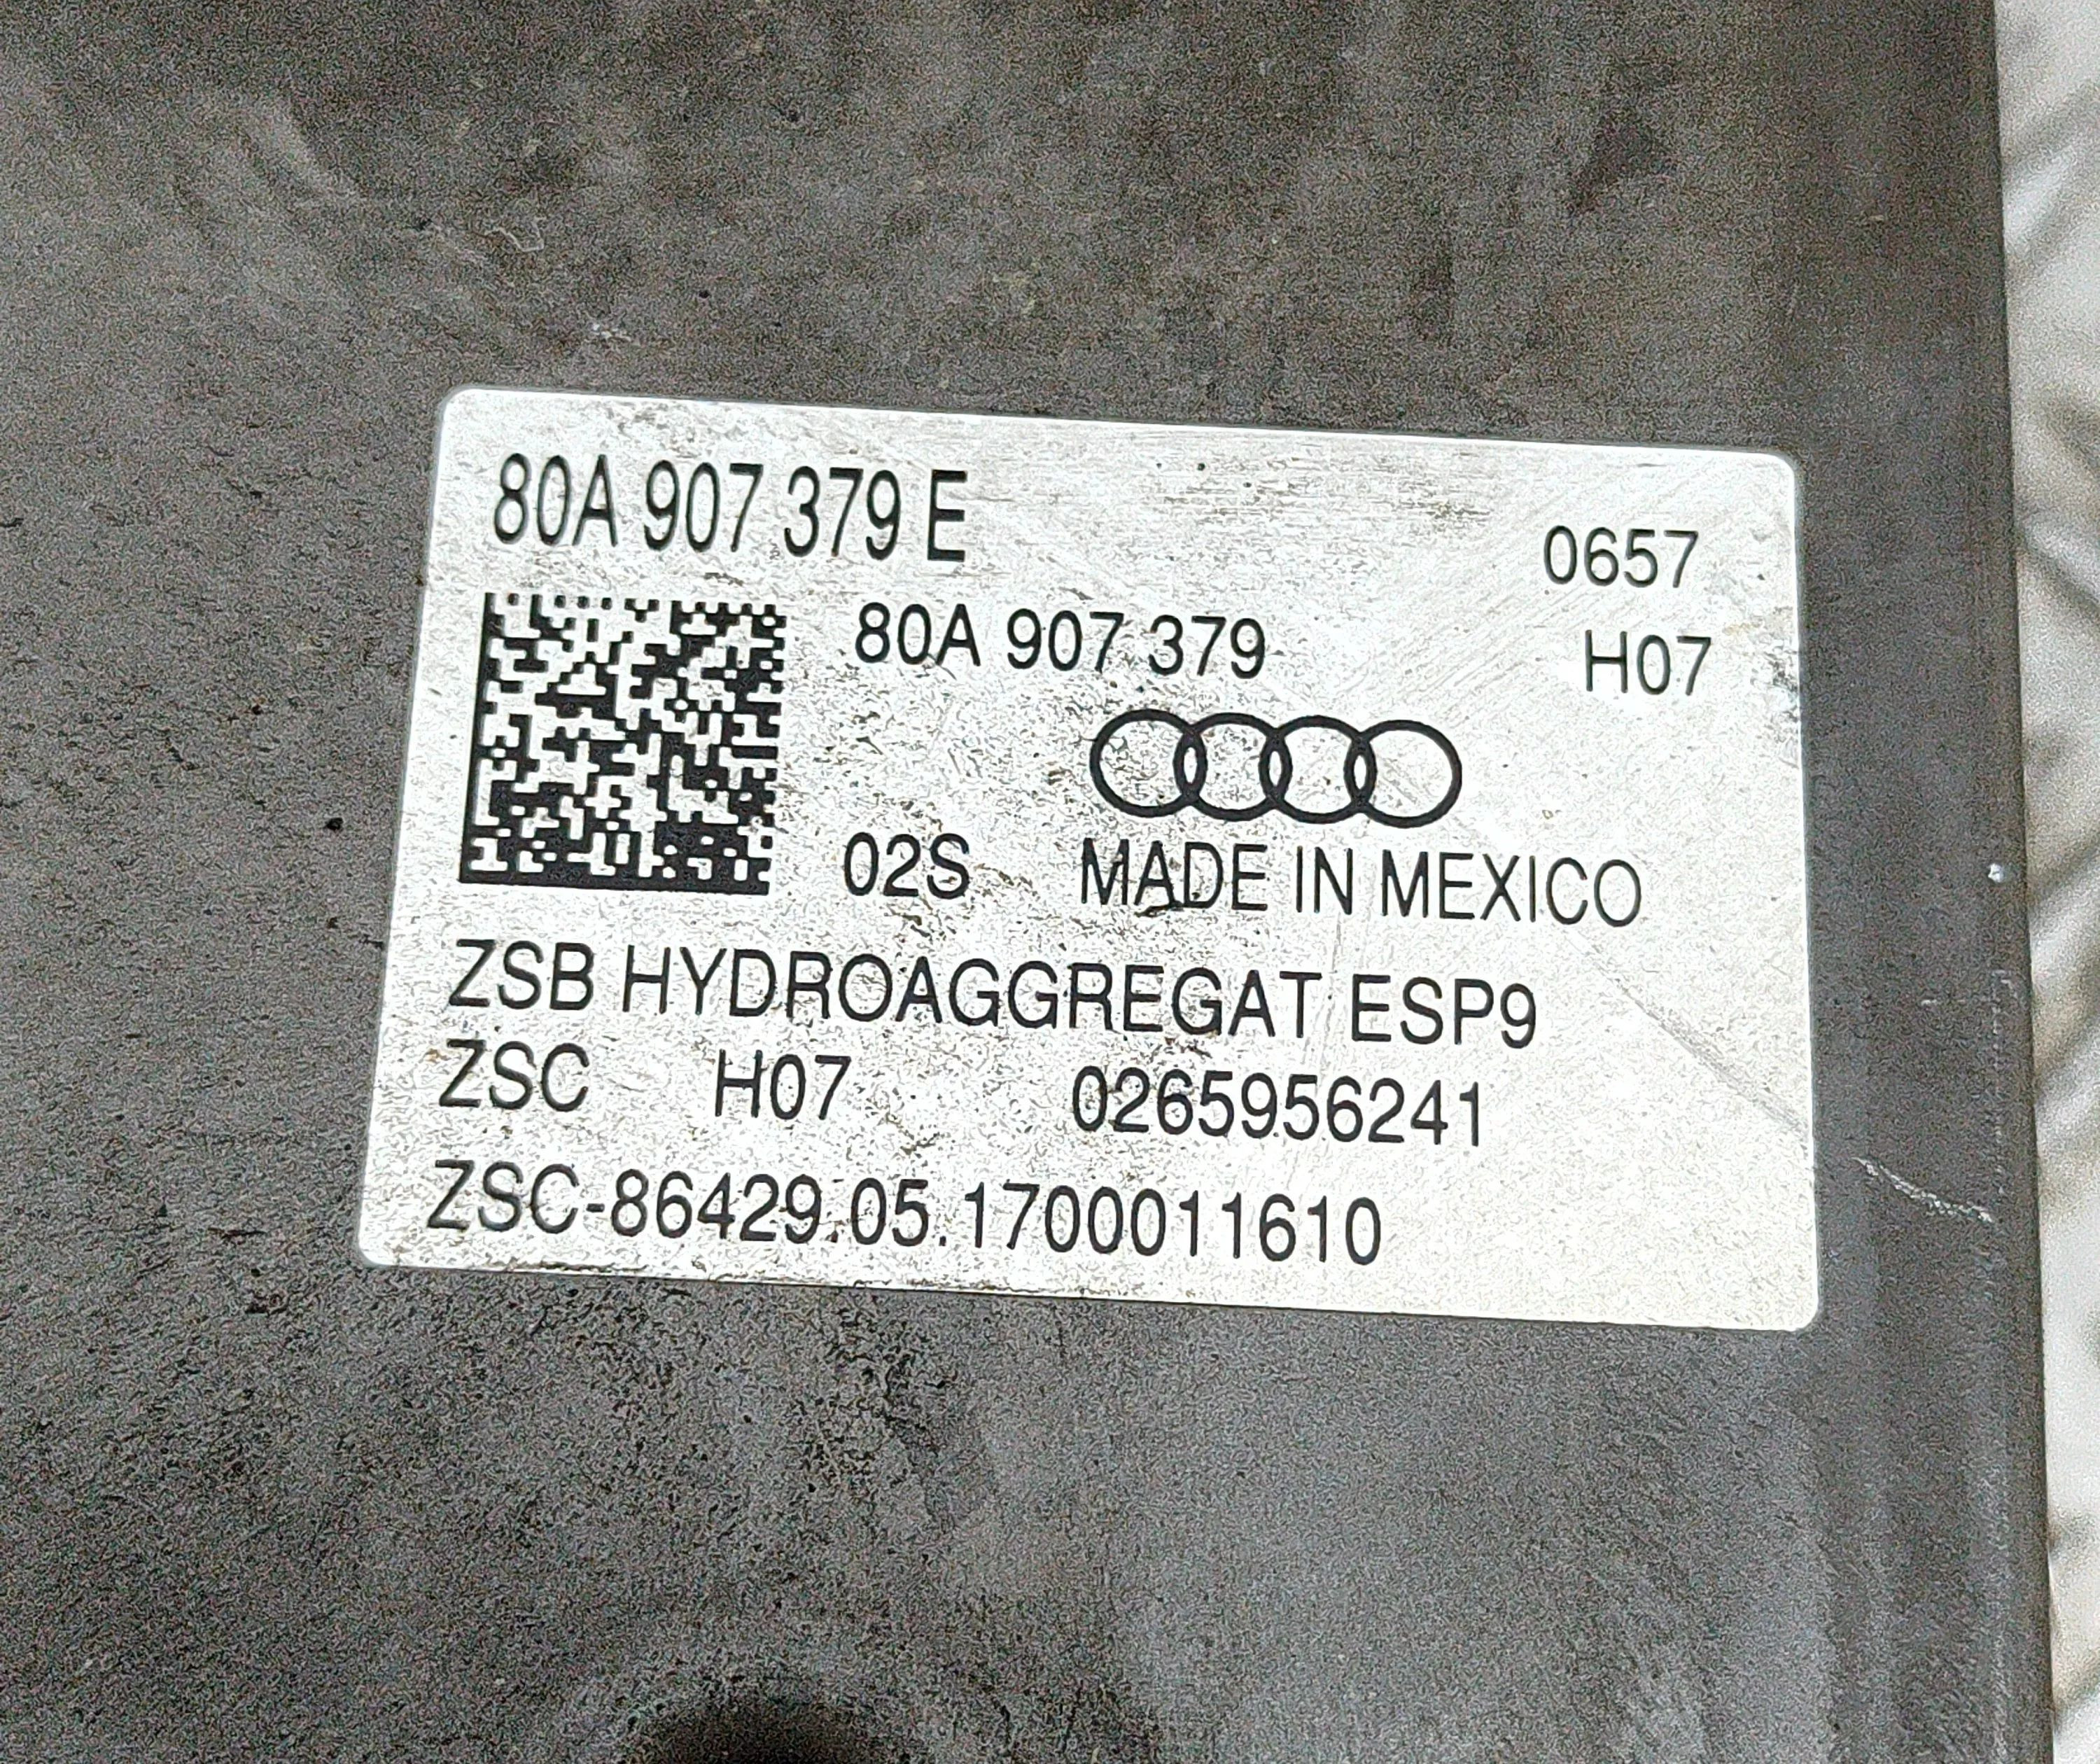 80A 907 379 E
0657
80A 907 379
H07
02S
MADE IN MEXICO
ZSB HYDROAGGREGAT ESP9
ZSC H07 0265956241
ZSC-86429.05.1700011610